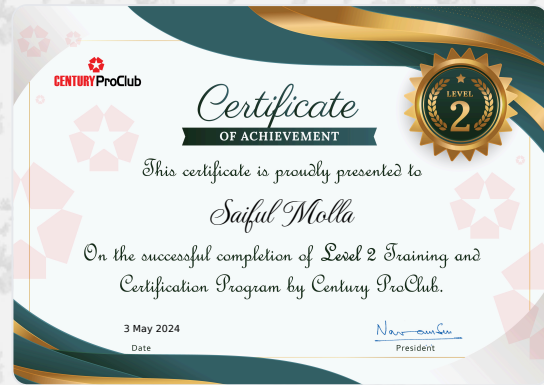 CENTURY ProClub
LEVEL
2
Certificate
OF ACHIEVEMENT
This certificate is proudly presented to
Saiful Molla
On the successful completion of Level 2 Training and
Certification Program by Century ProClub.
3 May 2024
Date
President